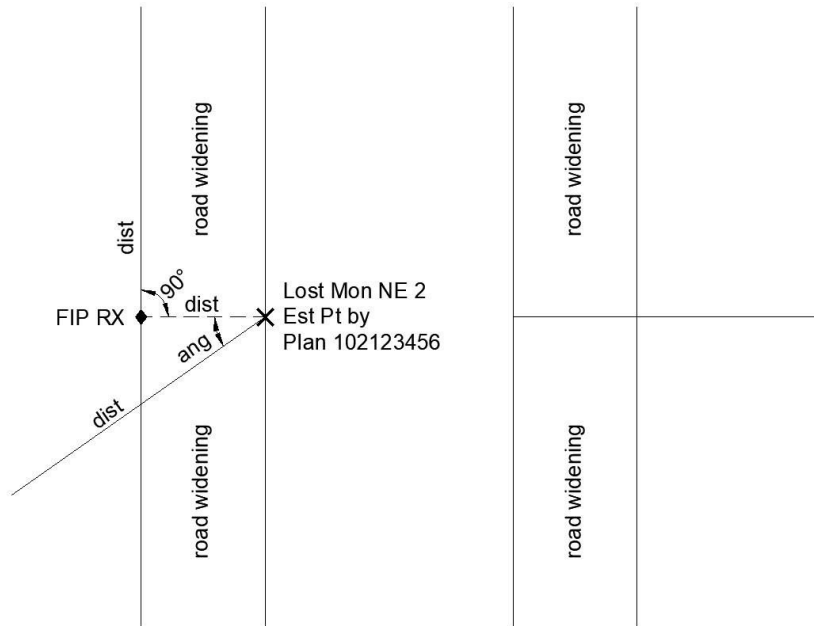 road widening
road widening
dist
90°
dist
FIP RX
Lost Mon NE 2
Est Pt by
Plan 102123456
ang
dist
road widening
road widening